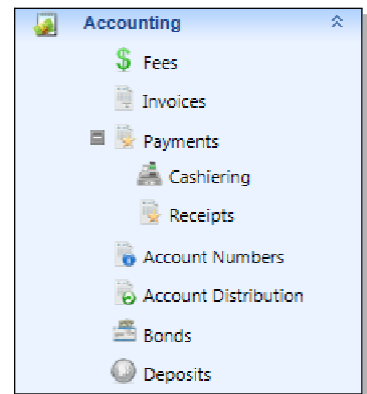 Accounting
Fees
Invoices
Payments
Cashiering
Receipts
Account Numbers
Account Distribution
Bonds
Deposits